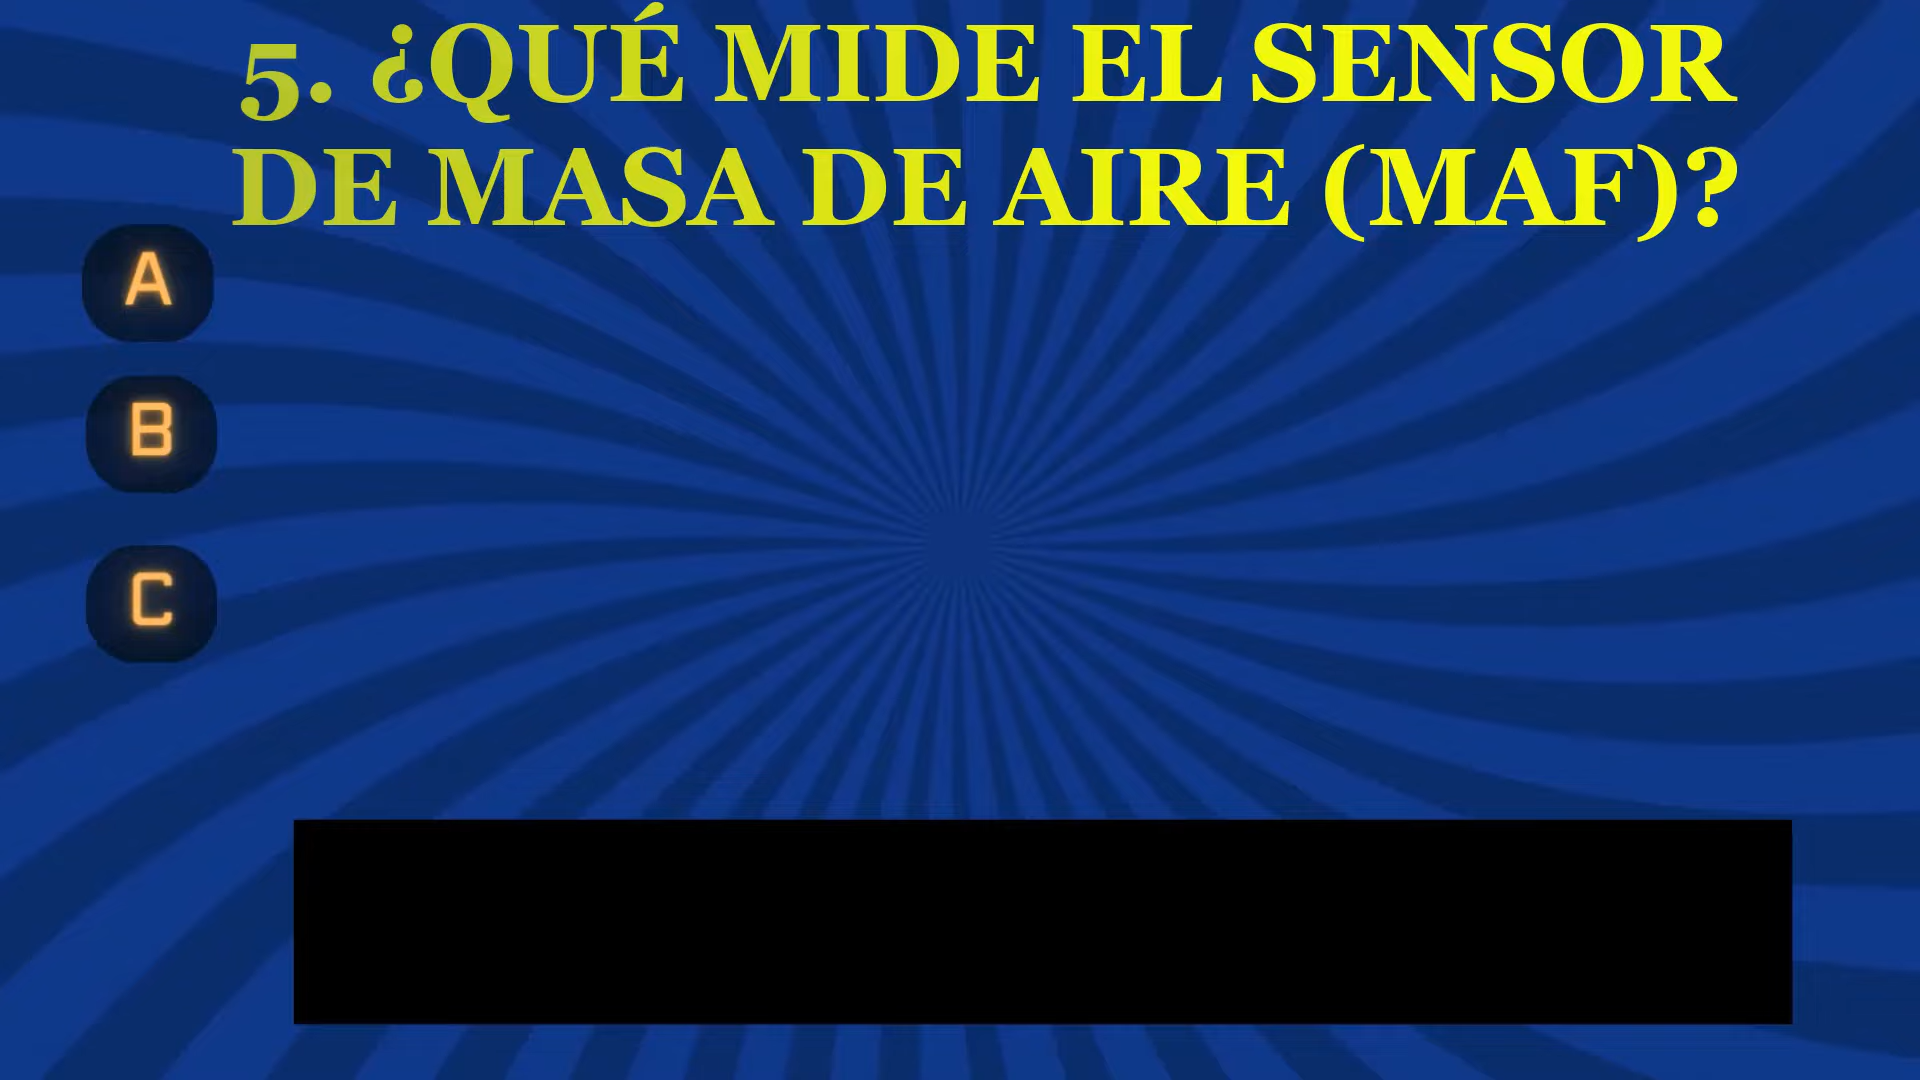 5. ¿QUÉ MIDE EL SENSOR
DE MASA DE AIRE (MAF)?
A
B
C